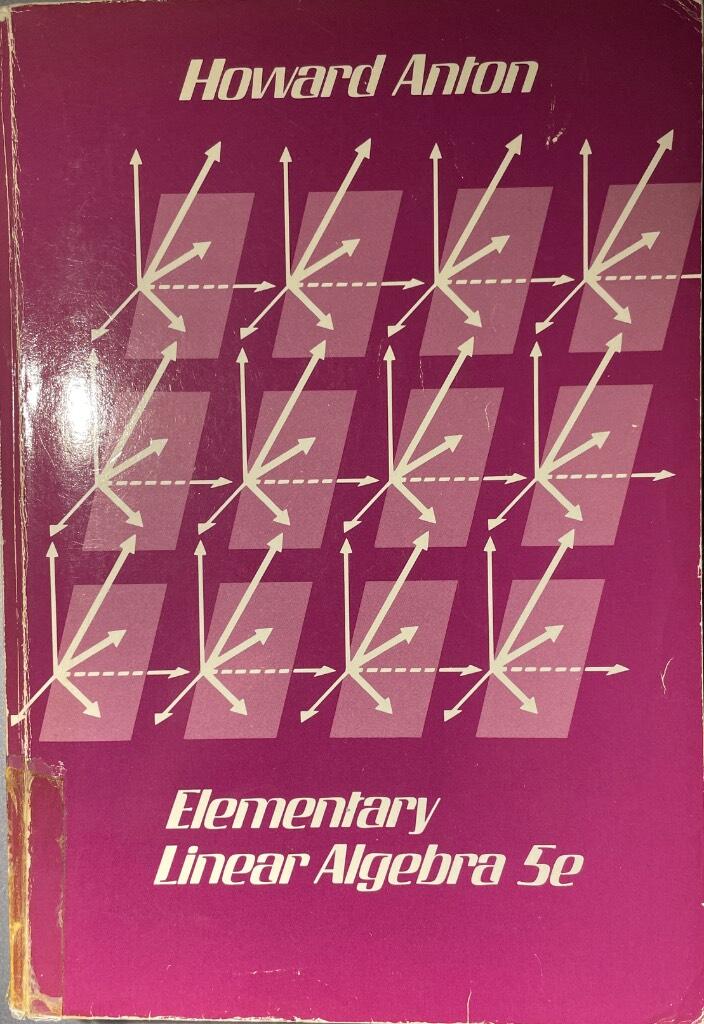 Howard Anton
Elementary
Linear Algebra 5e